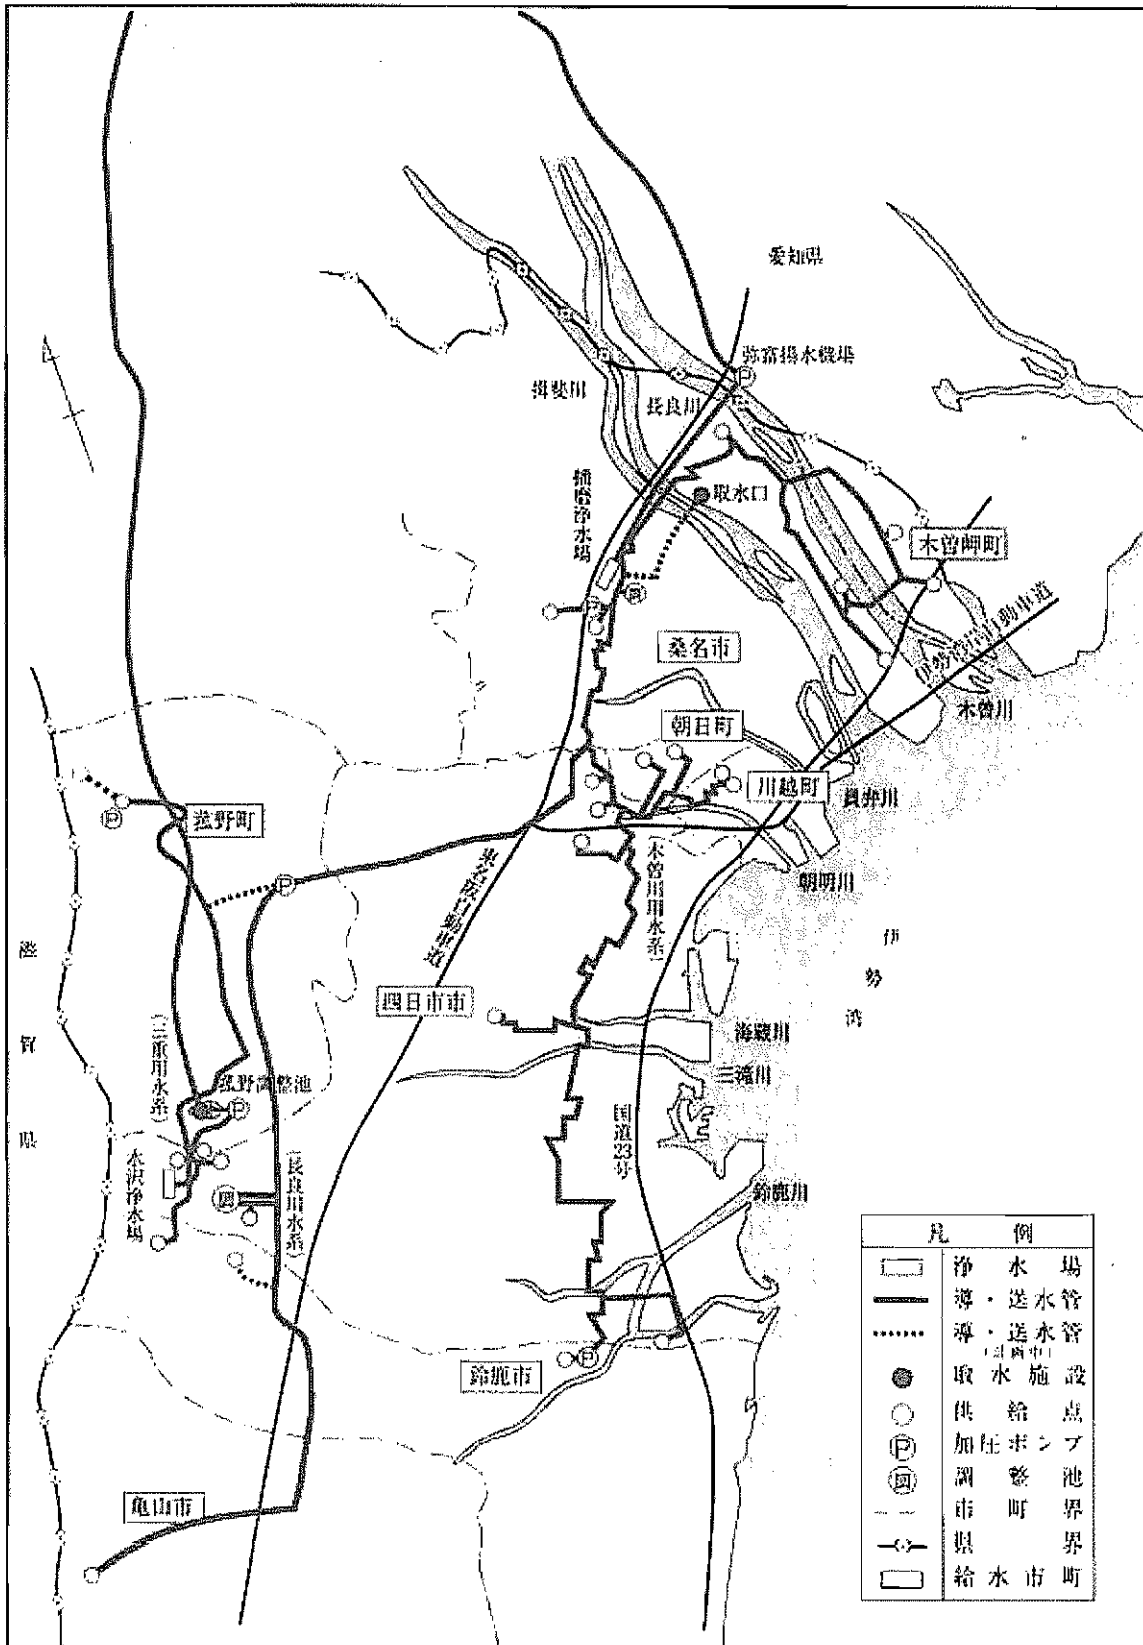 愛知県
弥富揚水機場
P
揖斐川
長良川
播磨浄水場
取水口
木曽岬町
調
P
桑名市
伊勢湾岸自動車道
木曽川
朝日町
川越町
員弁川
P
菰野町
P
東名阪自動車道
(木曽川用水系)
朝明川
伊勢湾
滋賀県
四日市市
海蔵川
三滝川
(三重用水系)
菰野調整池
P
国道23号
水沢浄水場
調
(長良川水系)
鈴鹿川
P
鈴鹿市
亀山市
凡例
浄水場
導・送水管
導・送水管
(計画中)
取水施設
供給点
P 加圧ポンプ
調 調整池
市町界
県界
給水市町